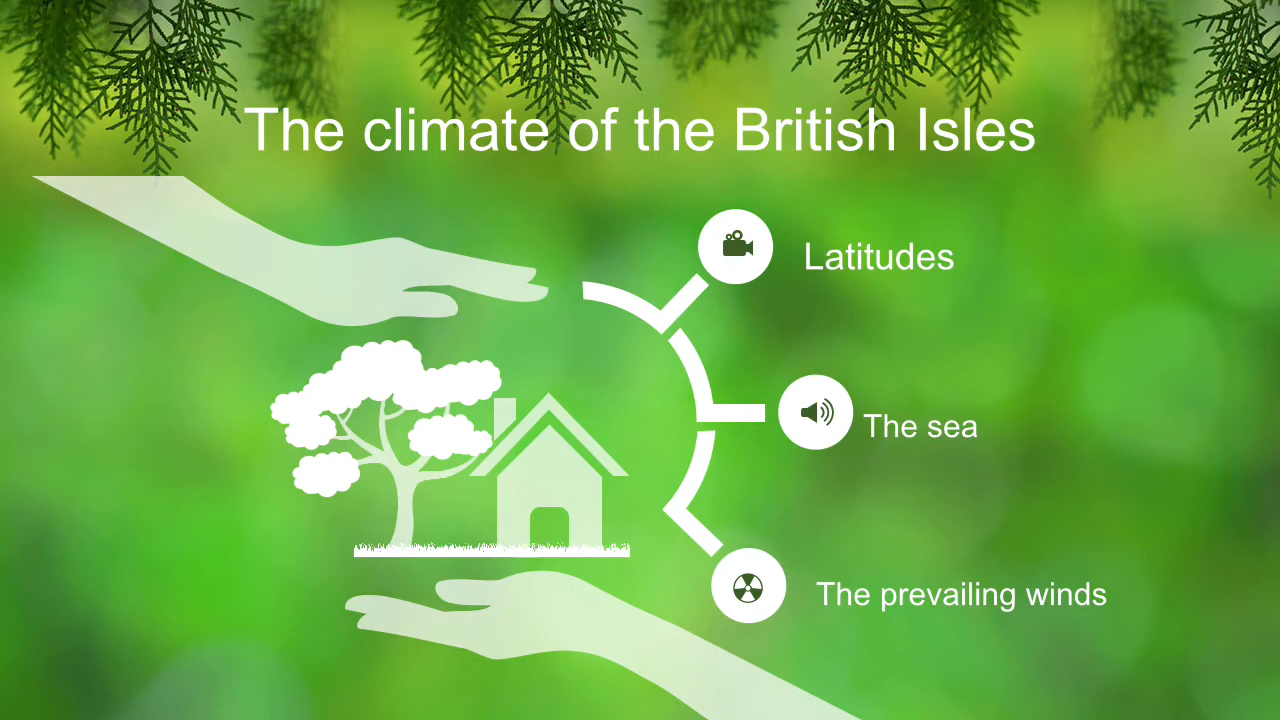 The climate of the British Isles
Latitudes
The sea
The prevailing winds